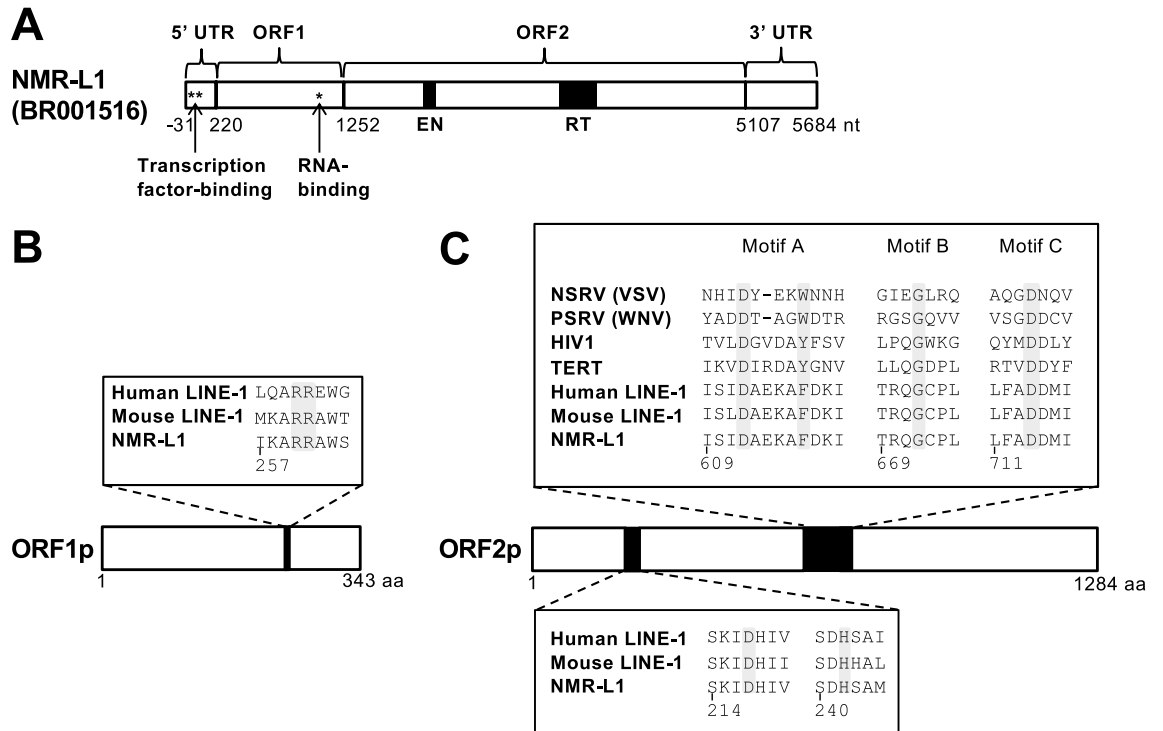 A
5' UTR ORF1 ORF2 3' UTR
NMR-L1
(BR001516)
** *
-31 220 1252 EN RT 5107 5684 nt
Transcription
factor-binding
RNA-
binding
B
Human LINE-1 LQARREWG
Mouse LINE-1 MKARRAWT
NMR-L1 IKARRAWS
257
ORF1p
1 343 aa
C
Motif A Motif B Motif C
NSRV (VSV) NHIDY-EKWNNH GIEGLRQ AQGDNQV
PSRV (WNV) YADDT-AGWDTR RGSGQVV VSGDDCV
HIV1 TVLDGVDAYFSV LPQGWKG QYMDDLY
TERT IKVDIRDAYGNV LLQGDPL RTVDDYF
Human LINE-1 ISIDAEKAFDKI TRQGCPL LFADDMI
Mouse LINE-1 ISLDAEKAFDKI TRQGCPL LFADDMI
NMR-L1 ISIDAEKAFDKI TRQGCPL LFADDMI
609 669 711
ORF2p
1 1284 aa
Human LINE-1 SKIDHIV SDHSAI
Mouse LINE-1 SKIDHII SDHHAL
NMR-L1 SKIDHIV SDHSAM
214 240